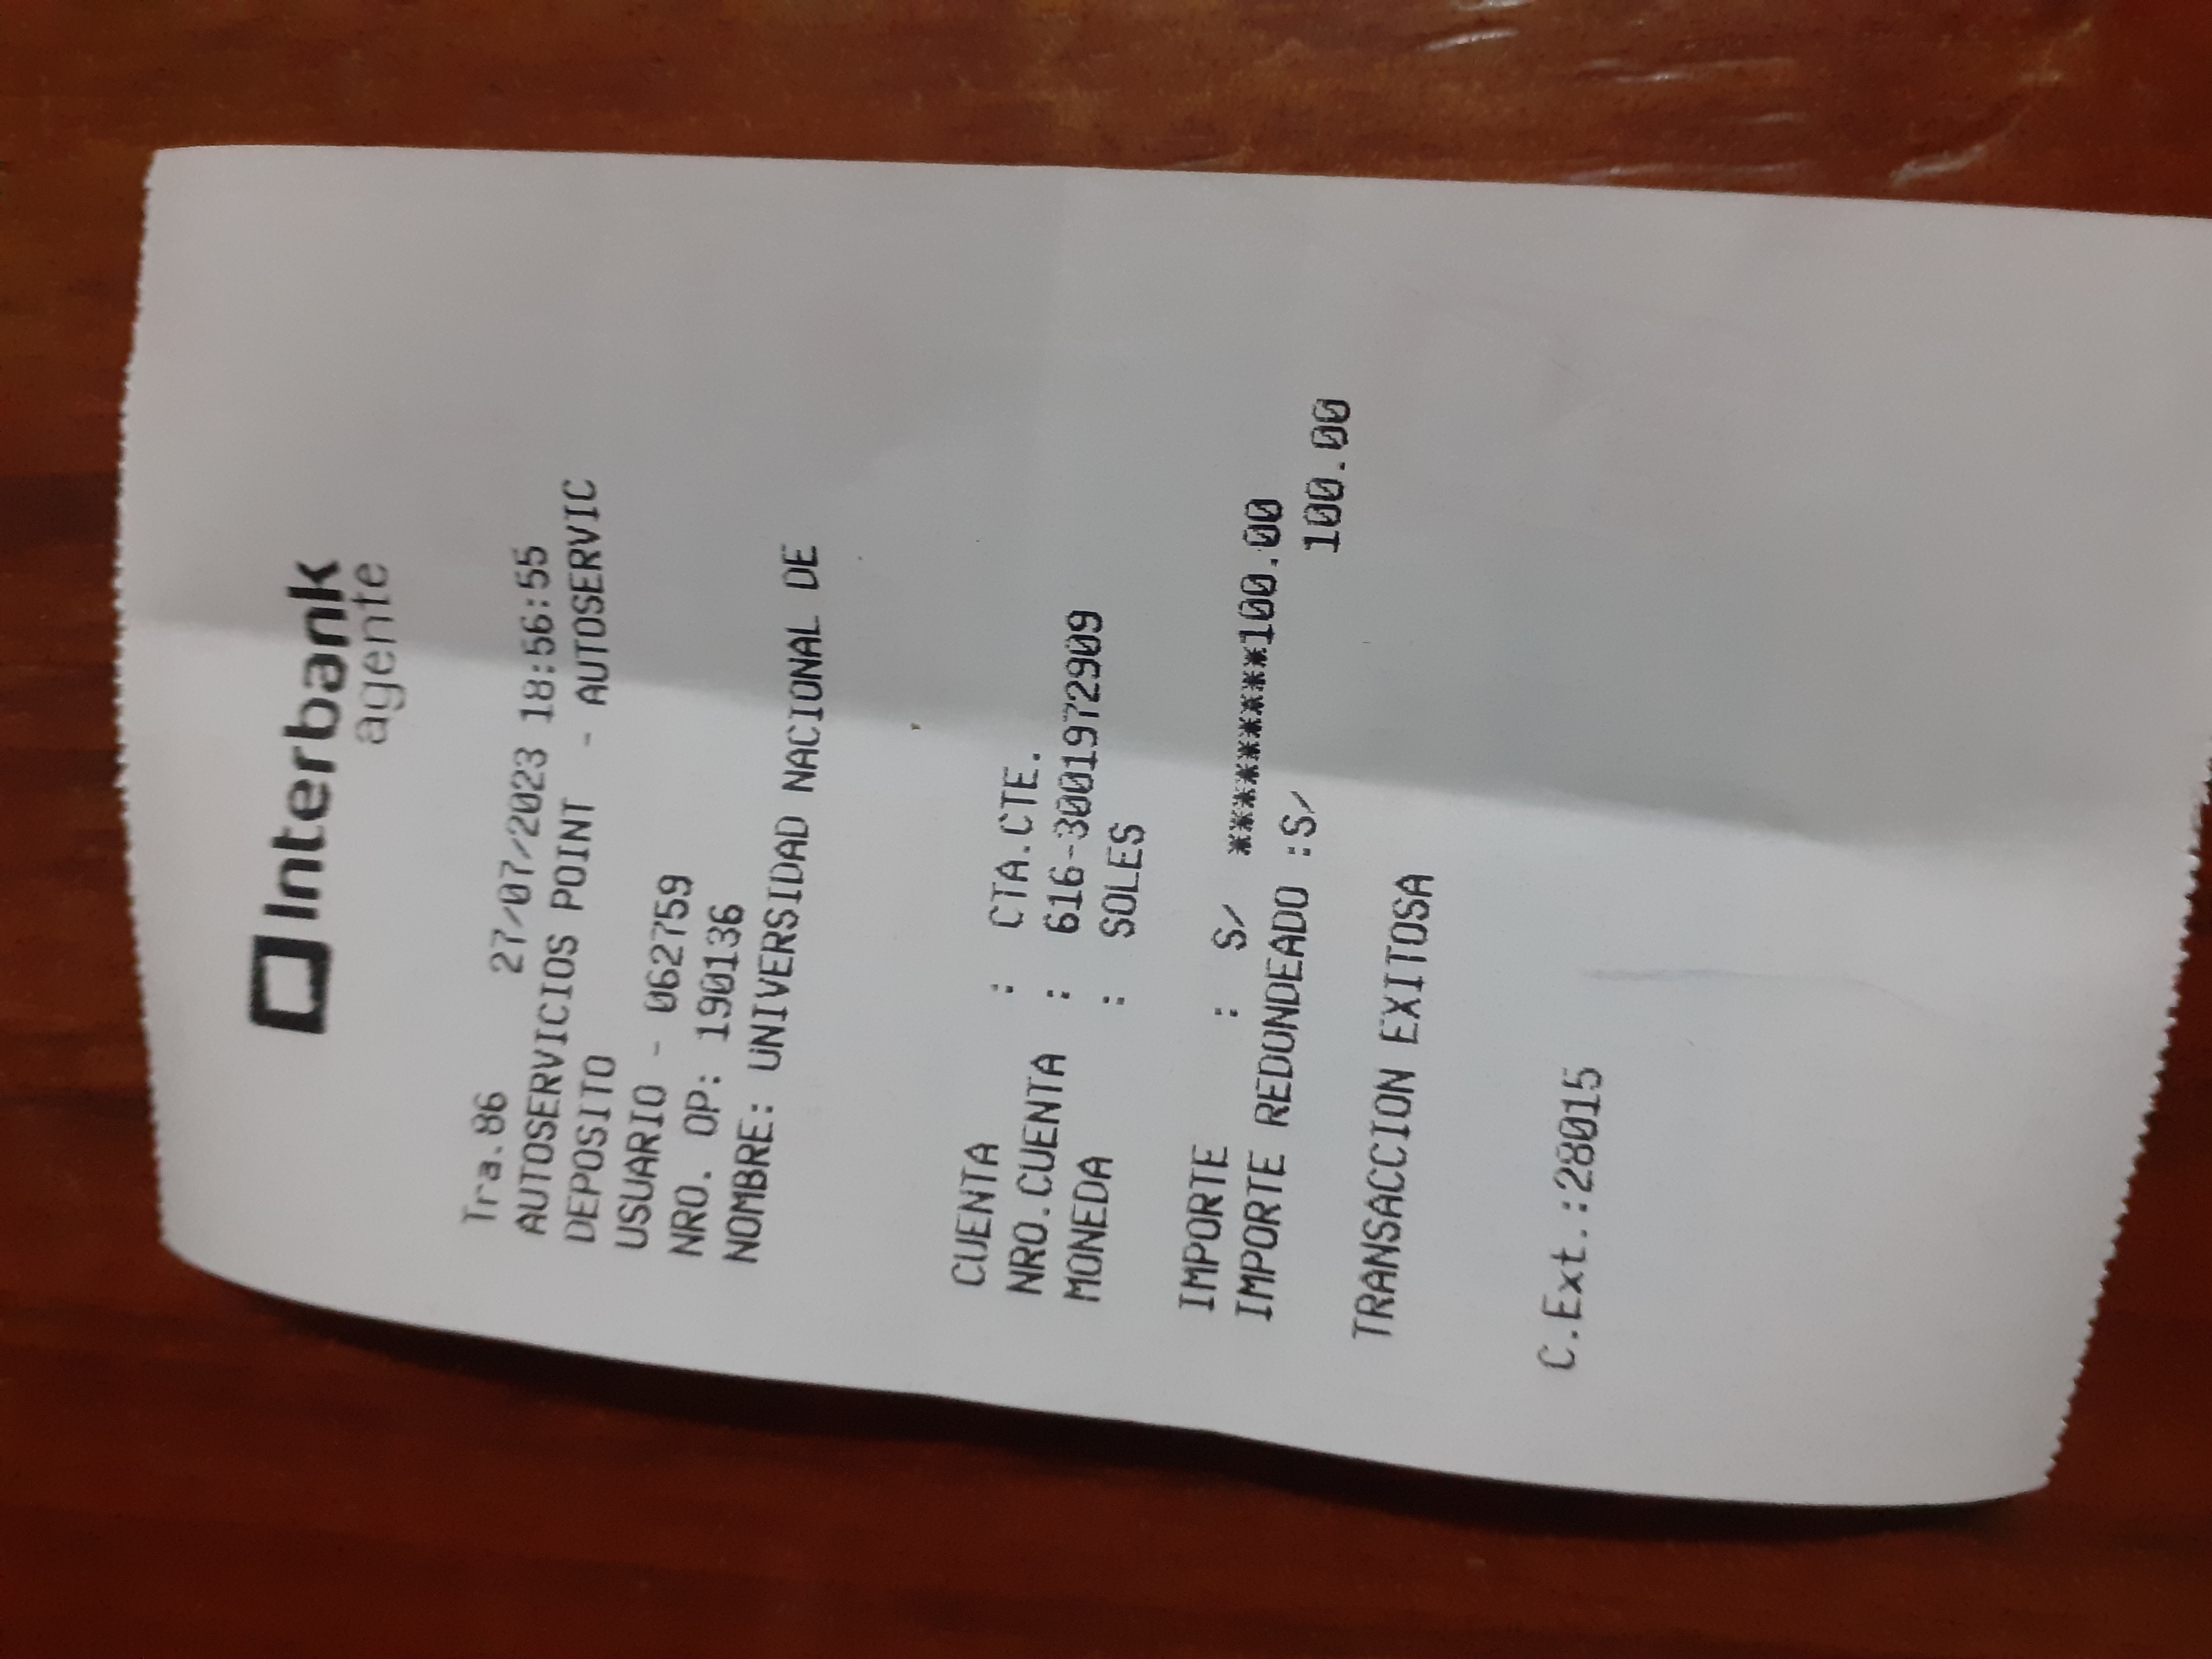 Interbank
agente
Tra.86 27/07/2023 18:56:55
AUTOSERVICIOS POINT - AUTOSERVIC
DEPOSITO
USUARIO - 062759
NRO. OP: 190136
NOMBRE: UNIVERSIDAD NACIONAL DE
CUENTA : CTA.CTE.
NRO.CUENTA : 616-3001972909
MONEDA : SOLES
IMPORTE : S/ **********100.00
IMPORTE REDONDEADO :S/ 100.00
TRANSACCION EXITOSA
C.Ext.:28015